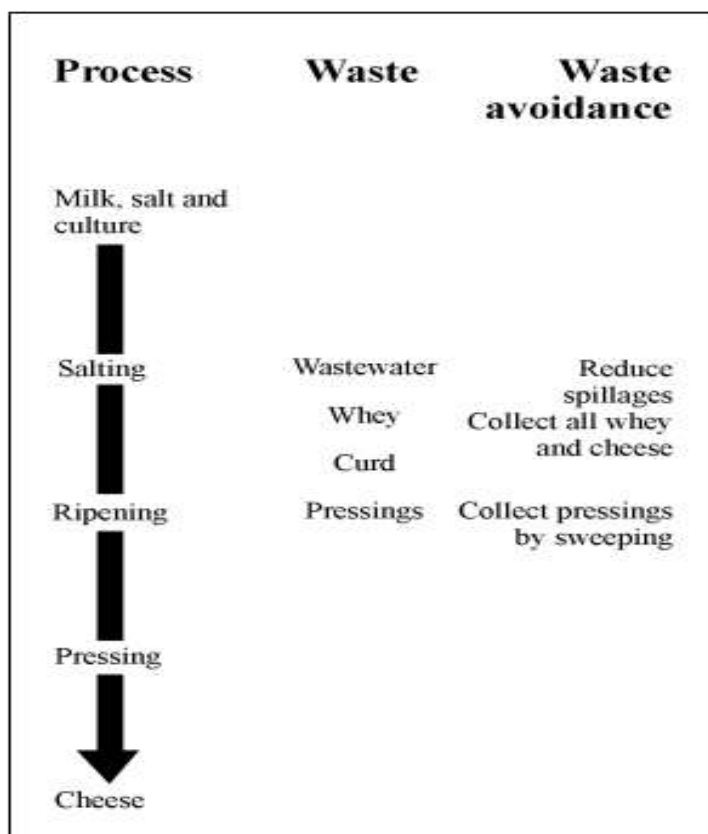 Process
Waste
Waste
avoidance
Milk, salt and
culture
Salting
Wastewater
Reduce
spillages
Whey
Collect all whey
and cheese
Curd
Ripening
Pressings
Collect pressings
by sweeping
Pressing
Cheese